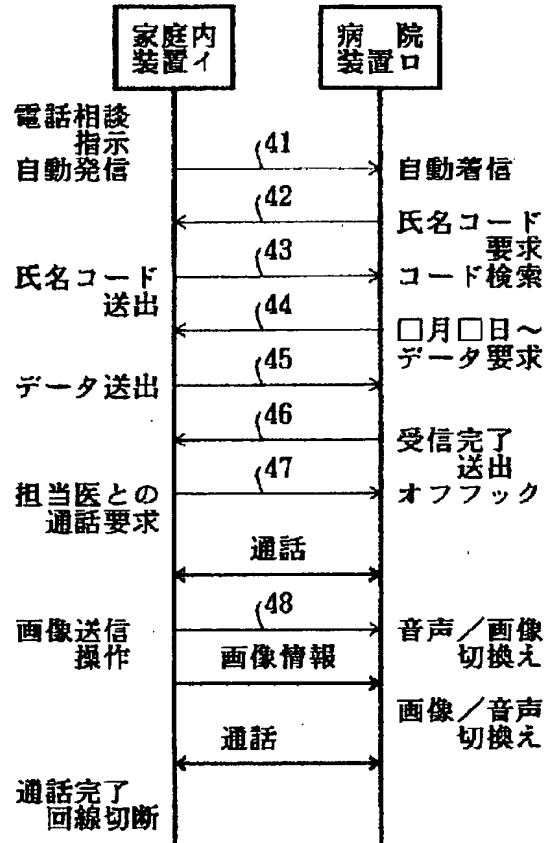 家庭内
装置イ
病院
装置ロ
電話相談
指示
自動発信
41
自動着信
42
氏名コード
要求
43
氏名コード
送出
コード検索
44
□月□日～
データ要求
45
データ送出
46
受信完了
送出
47
担当医との
通話要求
オフフック
通話
48
画像送信
操作
画像情報
音声／画像
切換え
画像／音声
切換え
通話
通話完了
回線切断